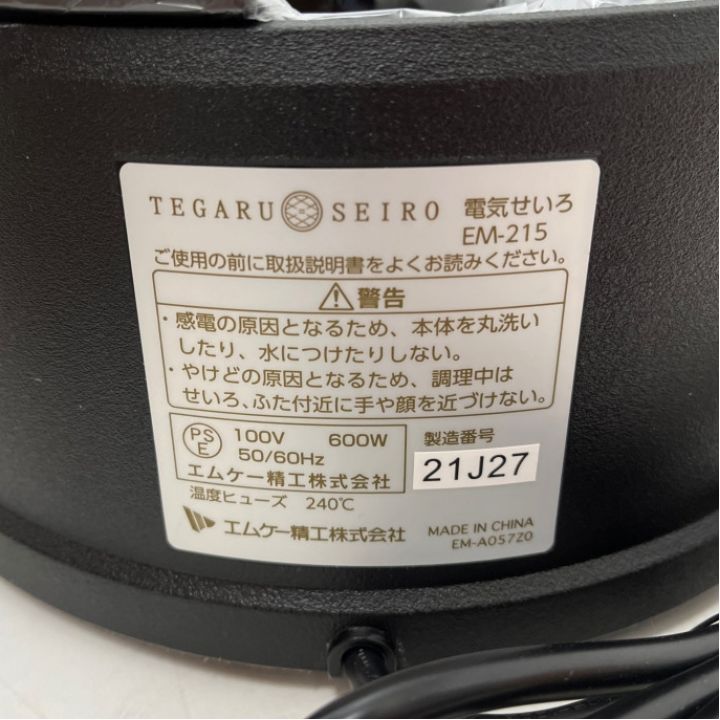 TEGARU SEIRO 電気せいろ
EM-215
ご使用の前に取扱説明書をよくお読みください。
警告
・感電の原因となるため、本体を丸洗い
したり、水につけたりしない。
・やけどの原因となるため、調理中は
せいろ、ふた付近に手や顔を近づけない。
PSE 100V 600W
50/60Hz
エムケー精工株式会社
製造番号
21J27
温度ヒューズ 240℃
エムケー精工株式会社
MADE IN CHINA
EM-A057Z0